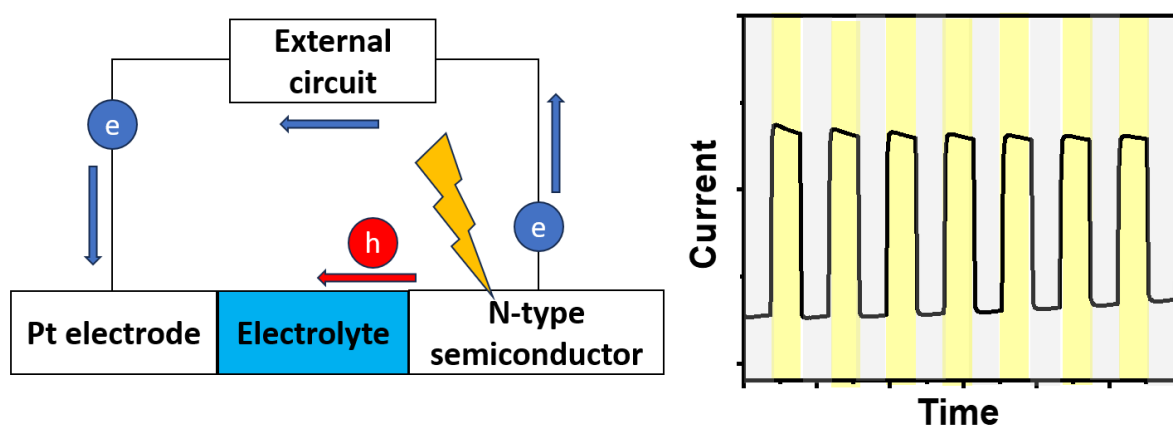 External
circuit
e
e
h
Pt electrode
Electrolyte
N-type
semiconductor
Current
Time